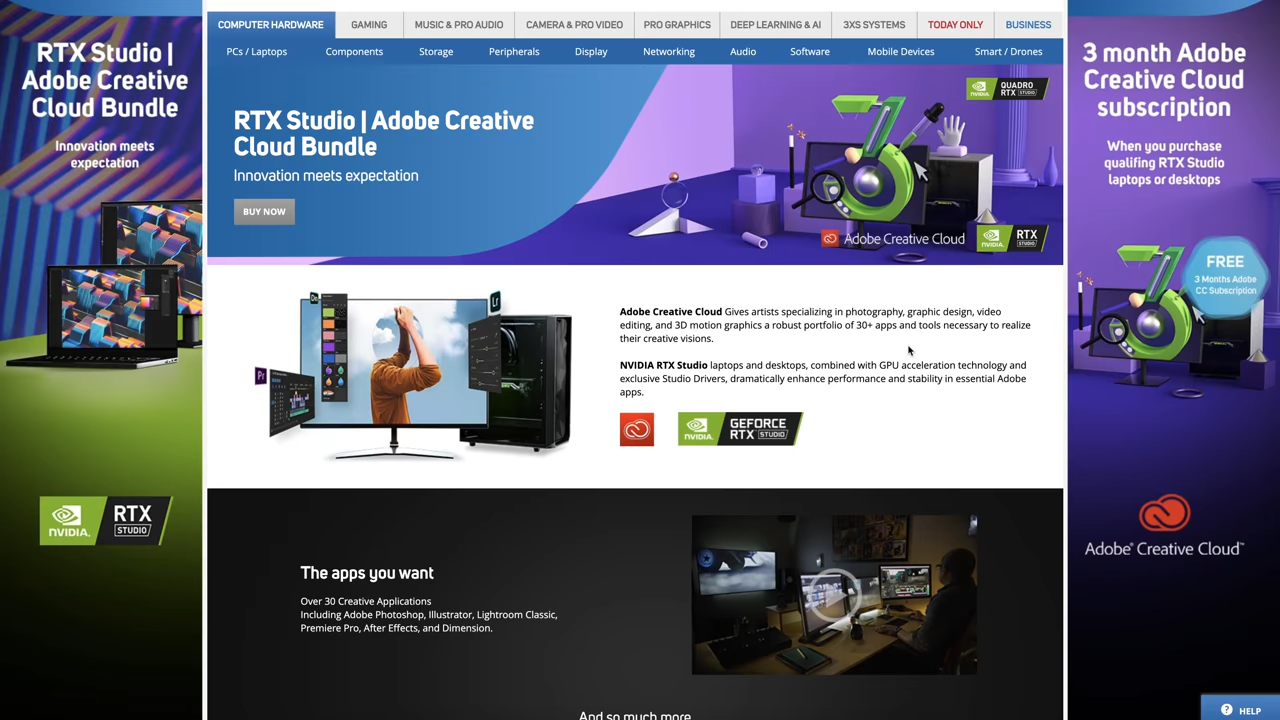 COMPUTER HARDWARE
GAMING
MUSIC & PRO AUDIO
CAMERA & PRO VIDEO
PRO GRAPHICS
DEEP LEARNING & AI
3XS SYSTEMS
TODAY ONLY
BUSINESS
PCs / Laptops
Components
Storage
Peripherals
Display
Networking
Audio
Software
Mobile Devices
Smart / Drones
RTX Studio |
Adobe Creative
Cloud Bundle
Innovation meets
expectation
NVIDIA.
RTX
STUDIO
RTX Studio | Adobe Creative
Cloud Bundle
Innovation meets expectation
BUY NOW
NVIDIA
QUADRO
RTX STUDIO
Adobe Creative Cloud
NVIDIA.
RTX
STUDIO
Dn
Lr
Pr
Adobe Creative Cloud Gives artists specializing in photography, graphic design, video
editing, and 3D motion graphics a robust portfolio of 30+ apps and tools necessary to realize
their creative visions.
NVIDIA RTX Studio laptops and desktops, combined with GPU acceleration technology and
exclusive Studio Drivers, dramatically enhance performance and stability in essential Adobe
apps.
NVIDIA.
GEFORCE
RTX STUDIO
The apps you want
Over 30 Creative Applications
Including Adobe Photoshop, Illustrator, Lightroom Classic,
Premiere Pro, After Effects, and Dimension.
And so much more
3 month Adobe
Creative Cloud
subscription
When you purchase
qualifing RTX Studio
laptops or desktops
FREE
3 Months Adobe
CC Subscription
Adobe® Creative Cloud™
? HELP